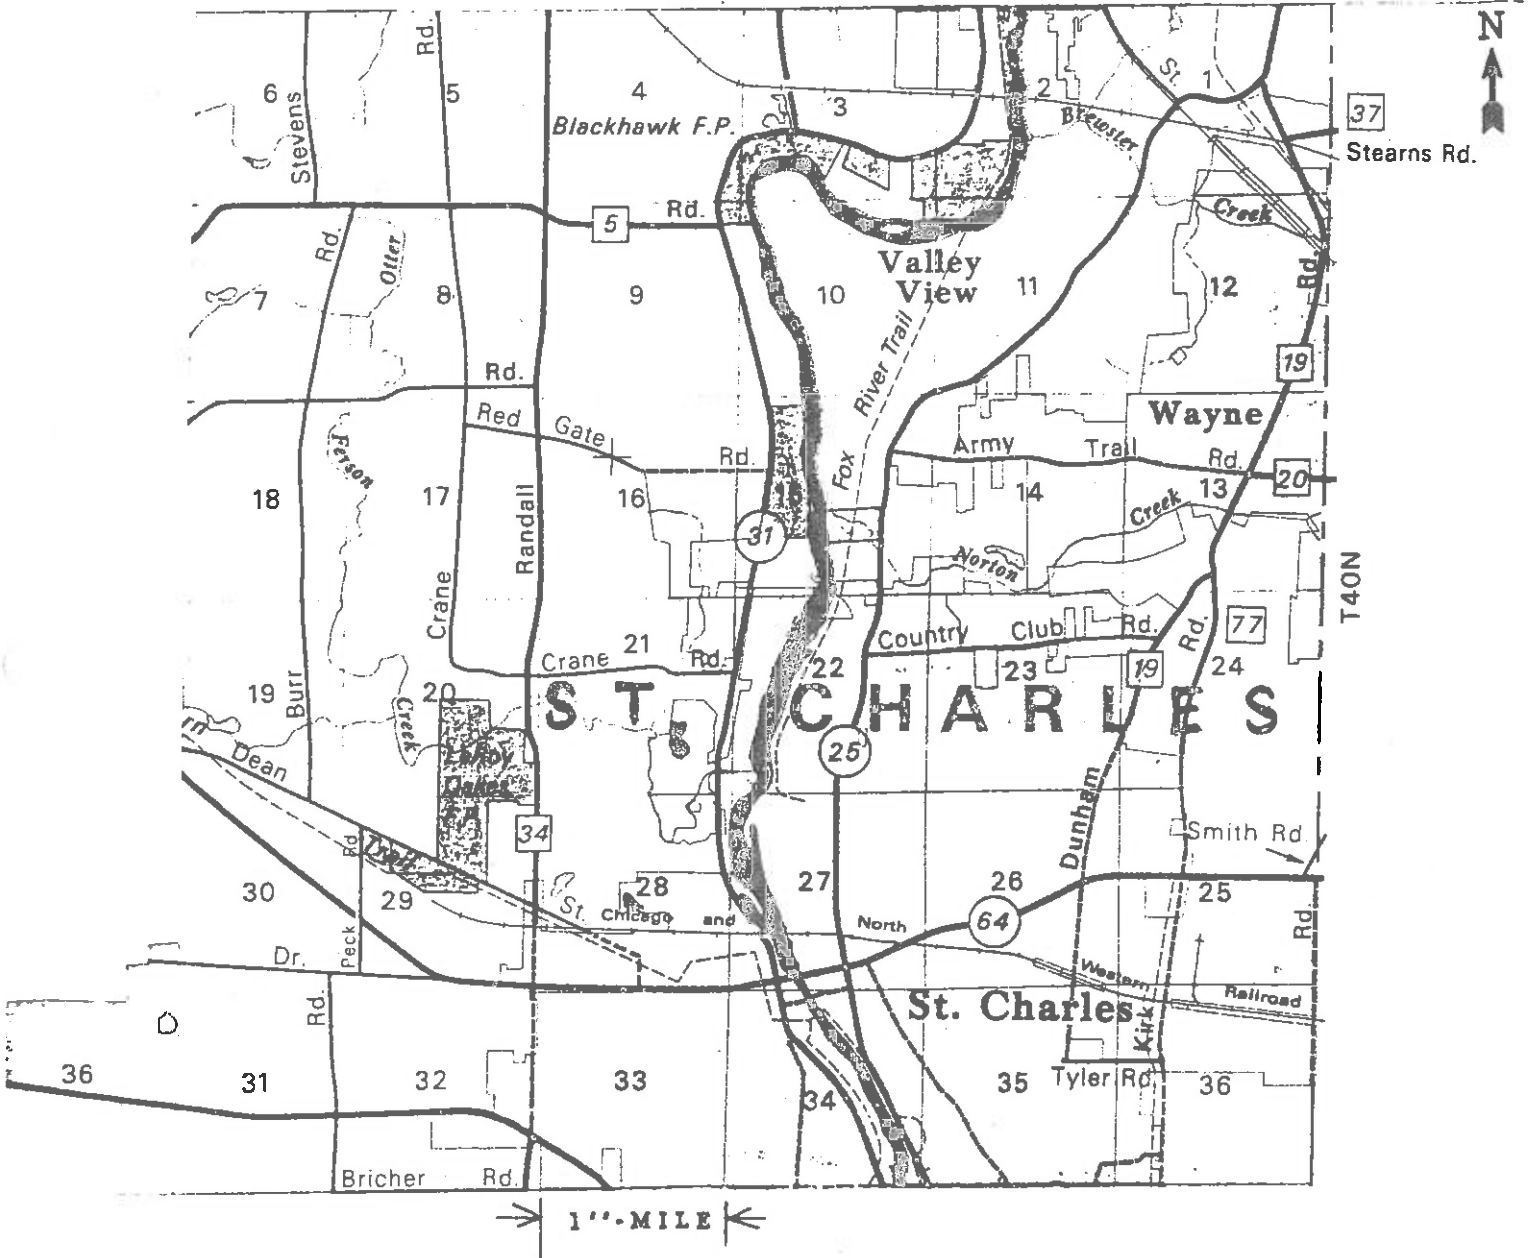 N
Rd.
6
5
4
3
2
1
St.
37
Stearns Rd.
Stevens
Blackhawk F.P.
Brewster
Creek
Rd.
5
Rd.
Otter
Valley
View
Rd.
7
8
9
10
11
12
River Trail
Fox
19
Rd.
Wayne
Red Gate
Rd.
Army Trail Rd.
20
Ferson
18
17
16
15
14
13
Creek
Randall
31
Norton
T40N
Crane
21
Country Club Rd.
77
Rd.
Crane Rd.
22
23
19
24
19
Burr
20
Creek
ST CHARLES
25
Dean
LeRoy
Oakes
F.P.
Dunham
34
Smith Rd
Rd
Trail
30
29
28
27
26
25
St.
Chicago and North
64
Rd
Peck
Dr.
Western
Railroad
Rd.
St. Charles
Kirk
D
36
31
32
33
34
35
36
Tyler Rd.
Bricher Rd.
1"-MILE